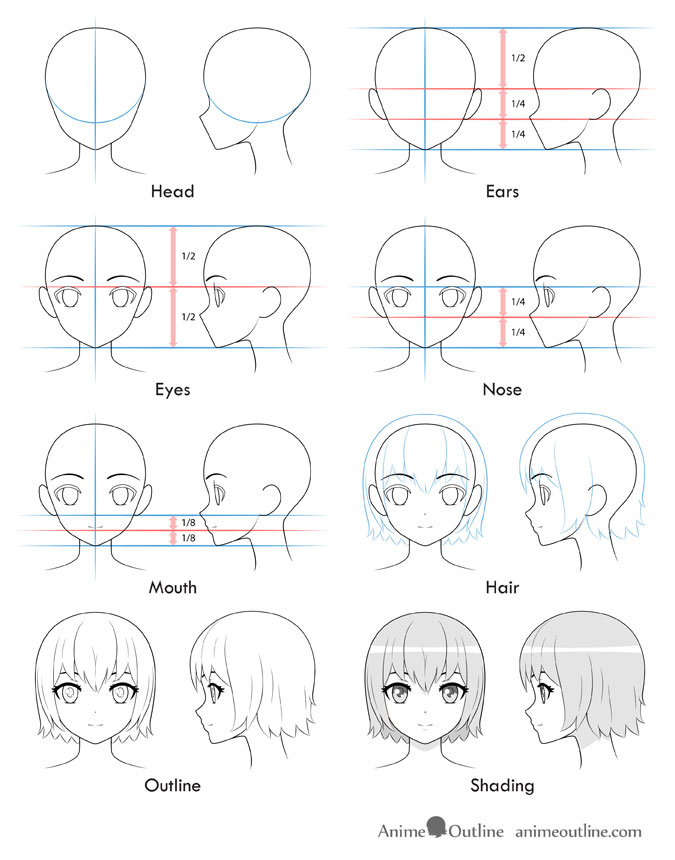 1/2
1/4
1/4
Head
Ears
1/2
1/2
1/4
1/4
Eyes
Nose
1/8
1/8
Mouth
Hair
Outline
Shading
Anime Outline animeoutline.com